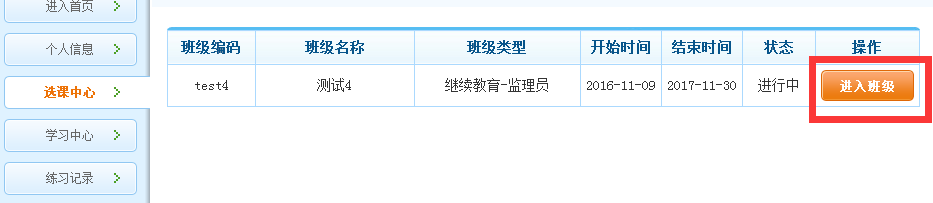 进入首页
个人信息
选课中心
学习中心
练习记录
班级编码 班级名称 班级类型 开始时间 结束时间 状态 操作
test4 测试4 继续教育-监理员 2016-11-09 2017-11-30 进行中 进入班级